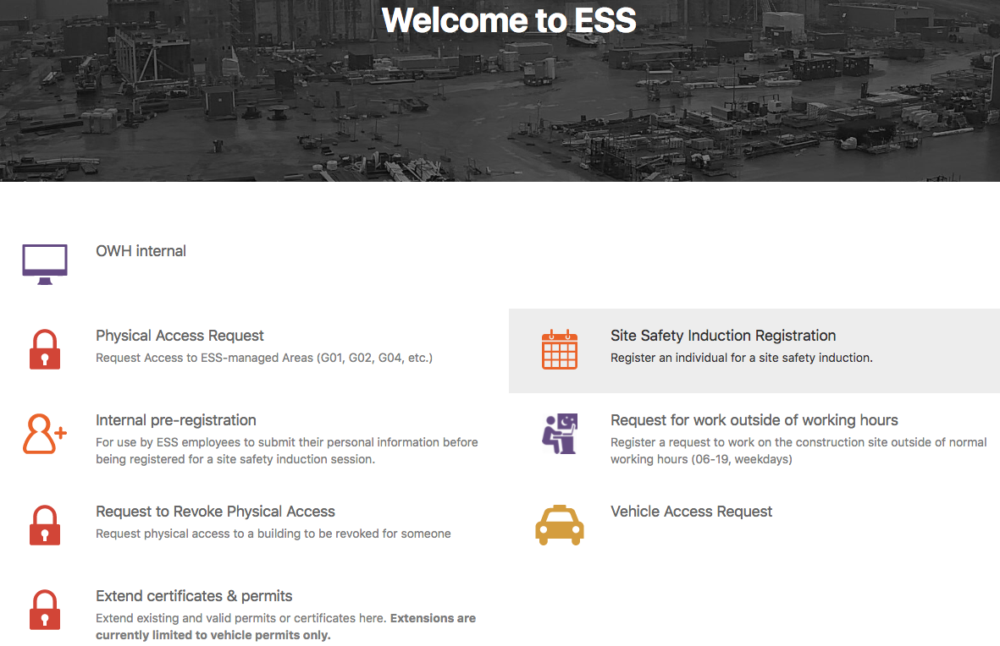 Welcome to ESS
OWH internal
Physical Access Request
Request Access to ESS-managed Areas (G01, G02, G04, etc.)
Site Safety Induction Registration
Register an individual for a site safety induction.
Internal pre-registration
For use by ESS employees to submit their personal information before
being registered for a site safety induction session.
Request for work outside of working hours
Register a request to work on the construction site outside of normal
working hours (06-19, weekdays)
Request to Revoke Physical Access
Request physical access to a building to be revoked for someone
Vehicle Access Request
Extend certificates & permits
Extend existing and valid permits or certificates here. Extensions are
currently limited to vehicle permits only.